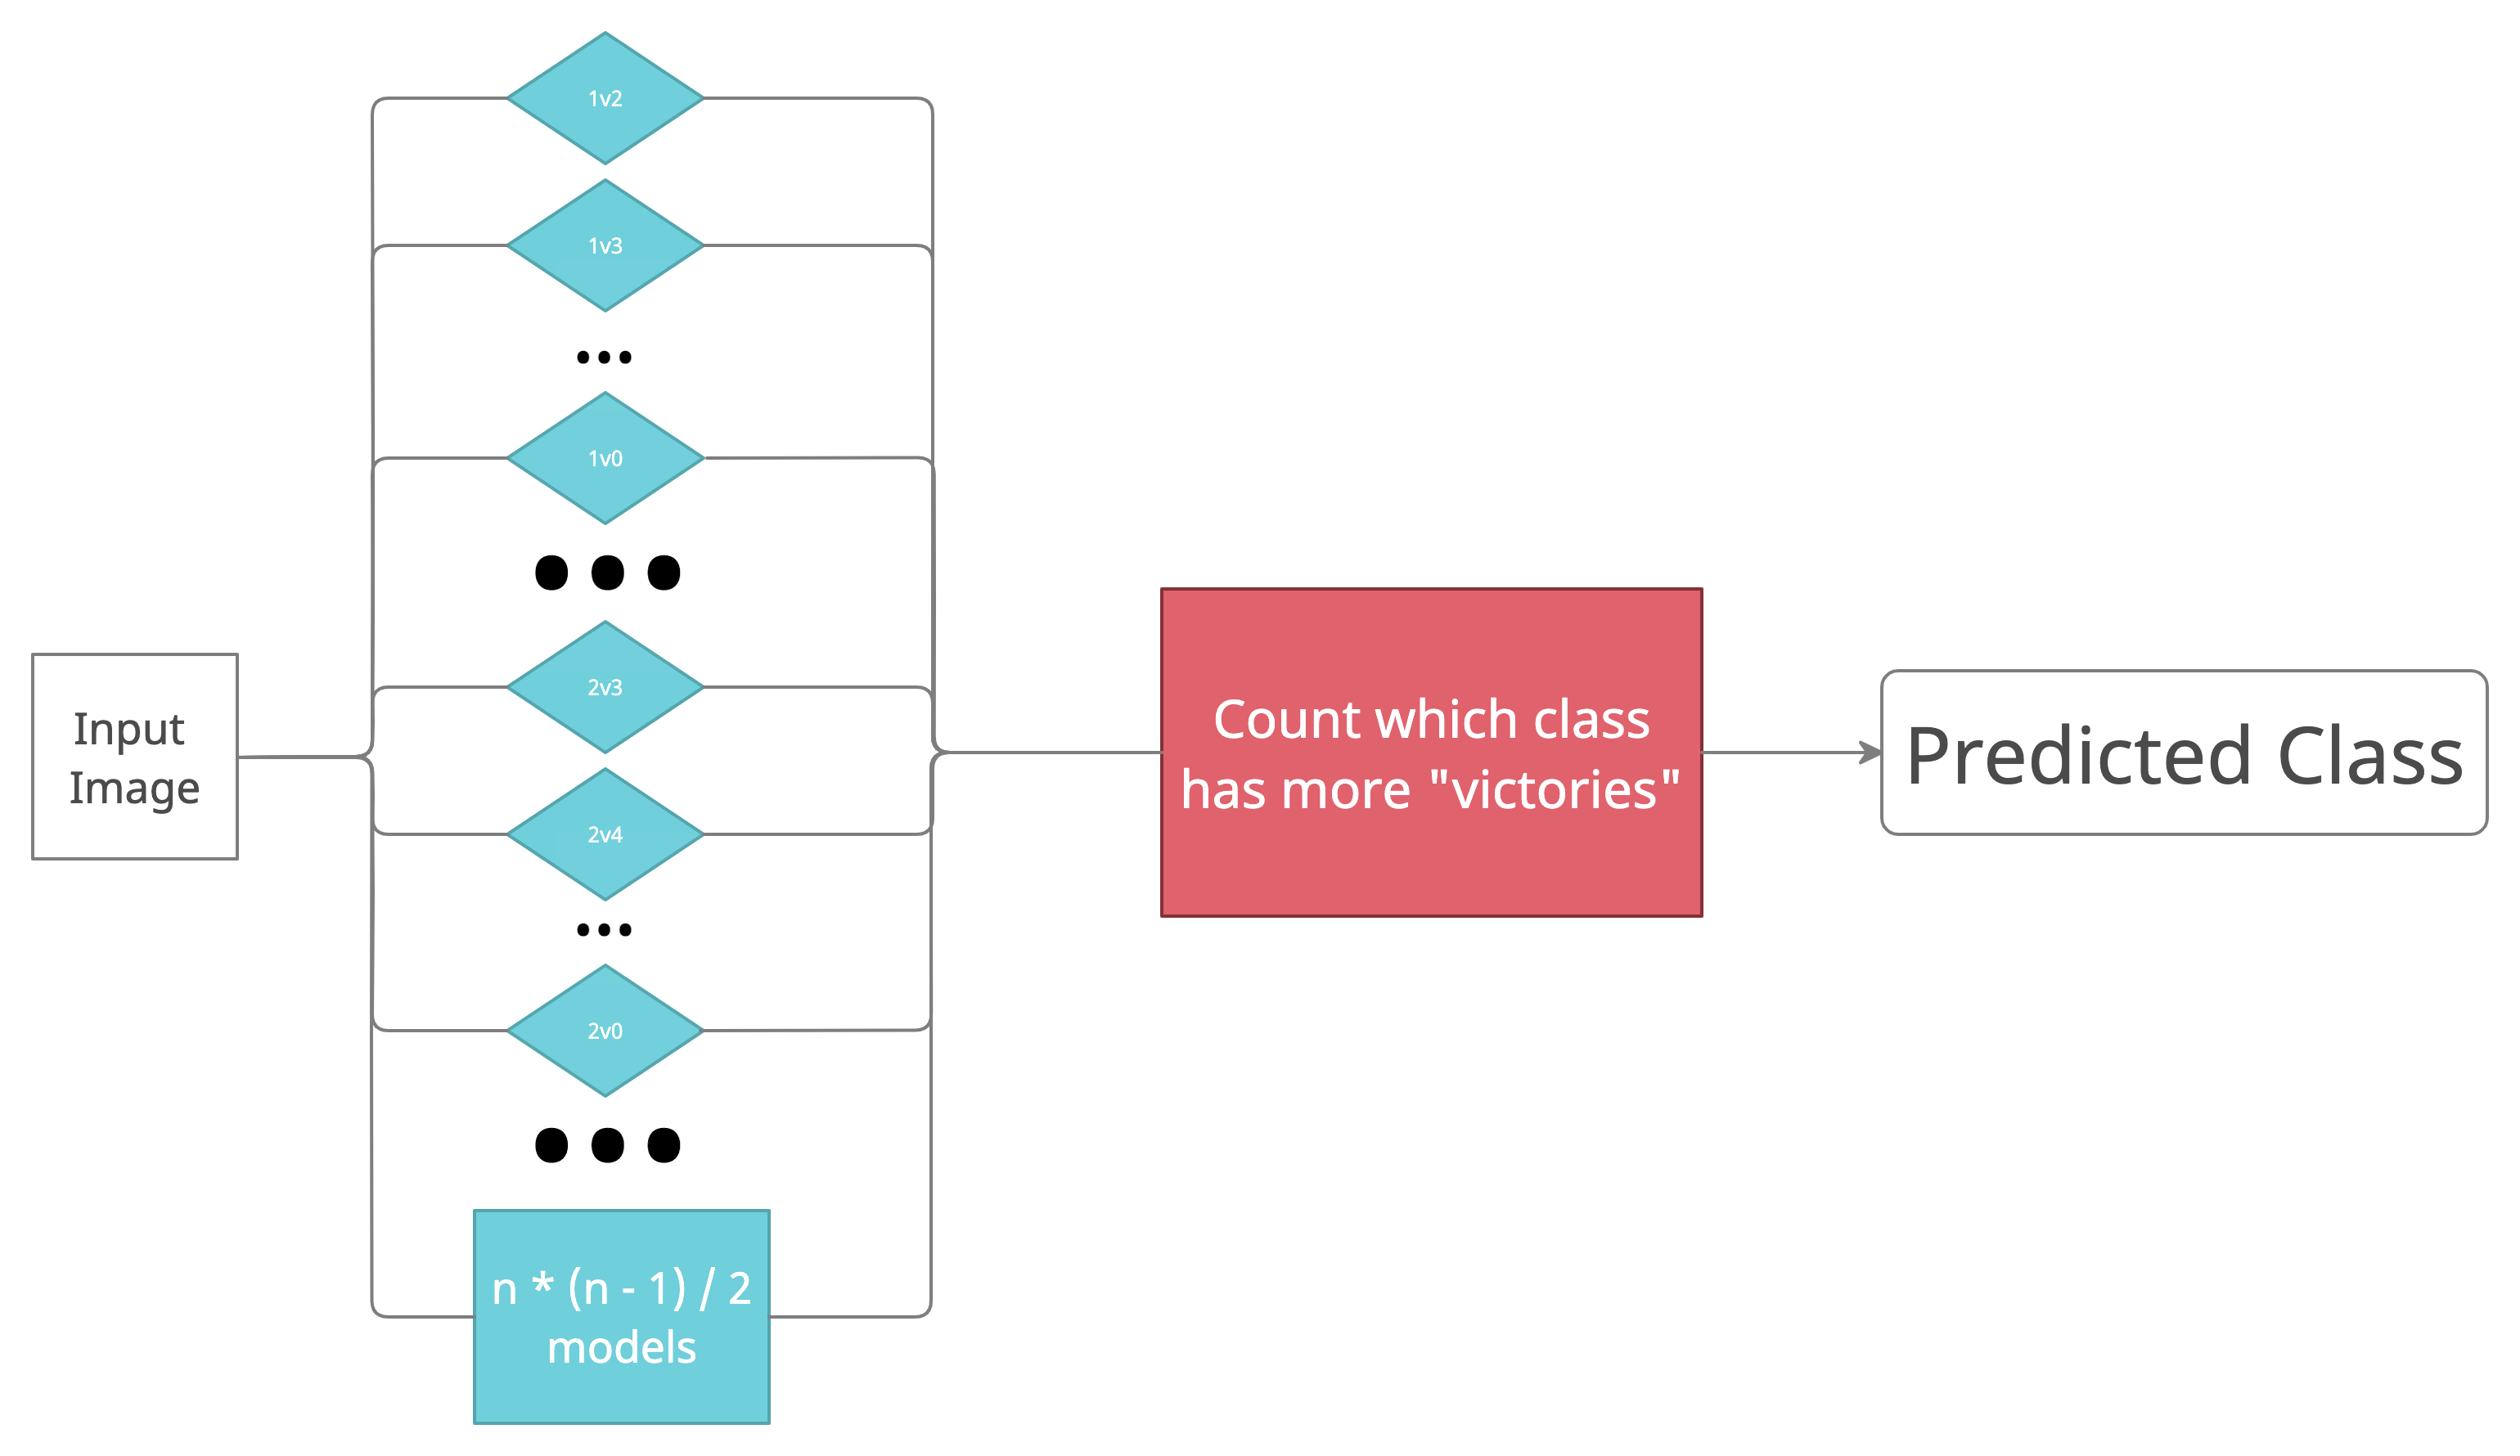 1v2
1v3
...
1v0
...
2v3
Input
Image
2v4
...
2v0
...
n * (n - 1) / 2
models
Count which class
has more "victories"
Predicted Class